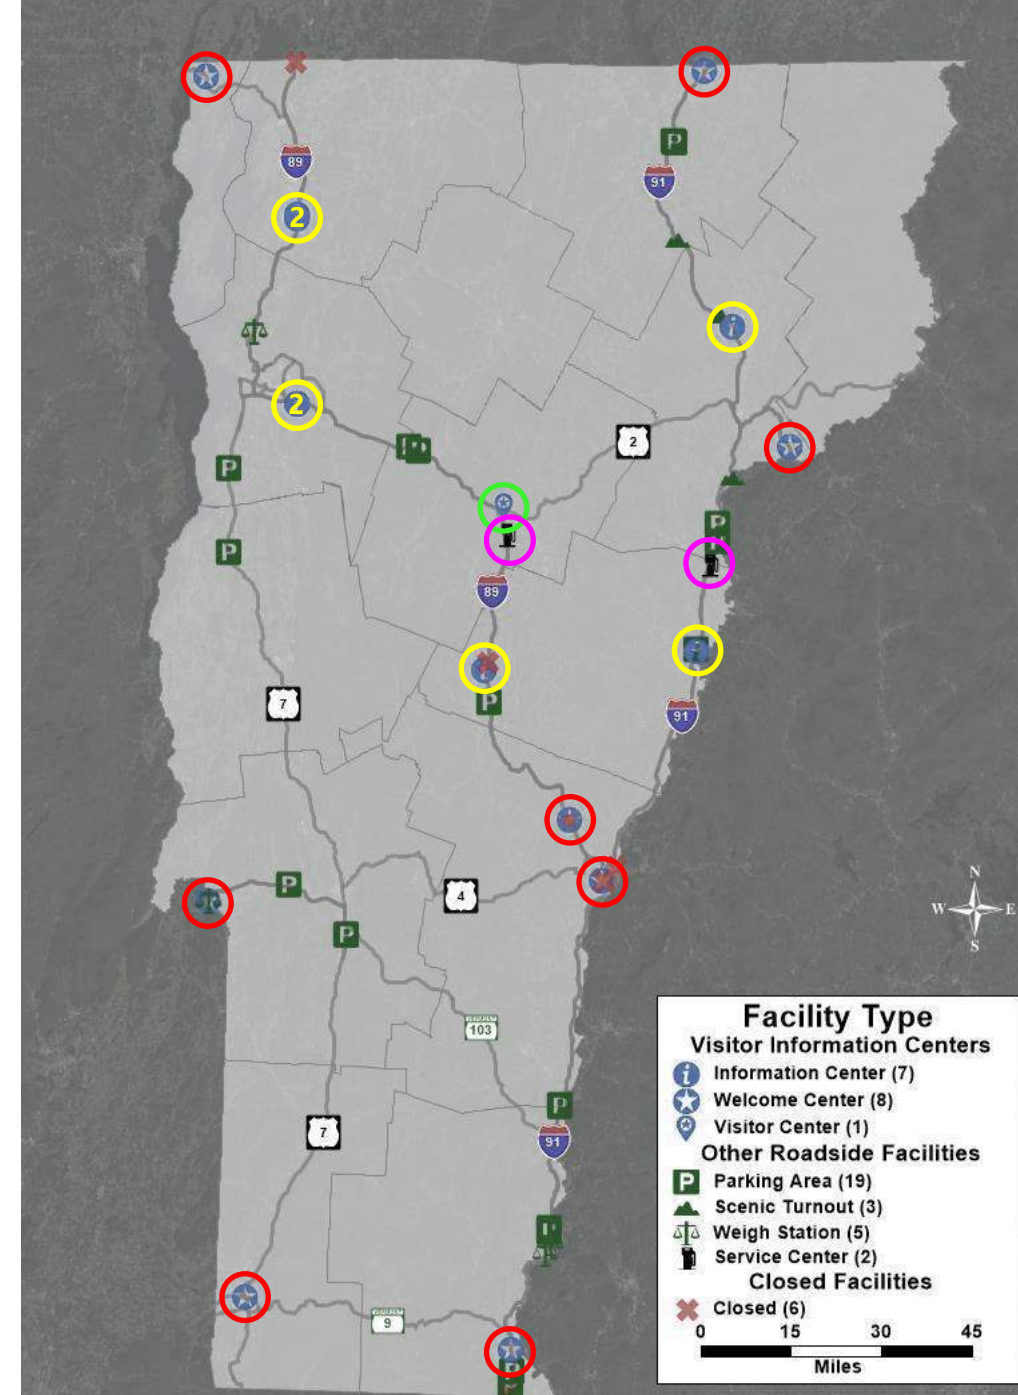 89
91
2
2
2
89
7
91
4
N
W E
S
103
7
91
9
Facility Type
Visitor Information Centers
Information Center (7)
Welcome Center (8)
Visitor Center (1)
Other Roadside Facilities
P Parking Area (19)
Scenic Turnout (3)
Weigh Station (5)
Service Center (2)
Closed Facilities
Closed (6)
0 15 30 45
Miles